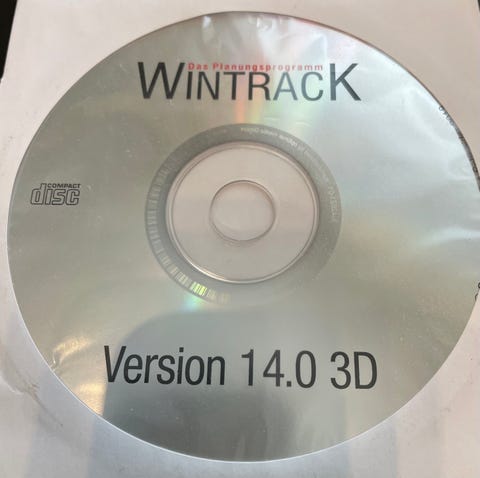 Das Planungsprogramm
WINTRACK
COMPACT
disc
Version 14.0 3D